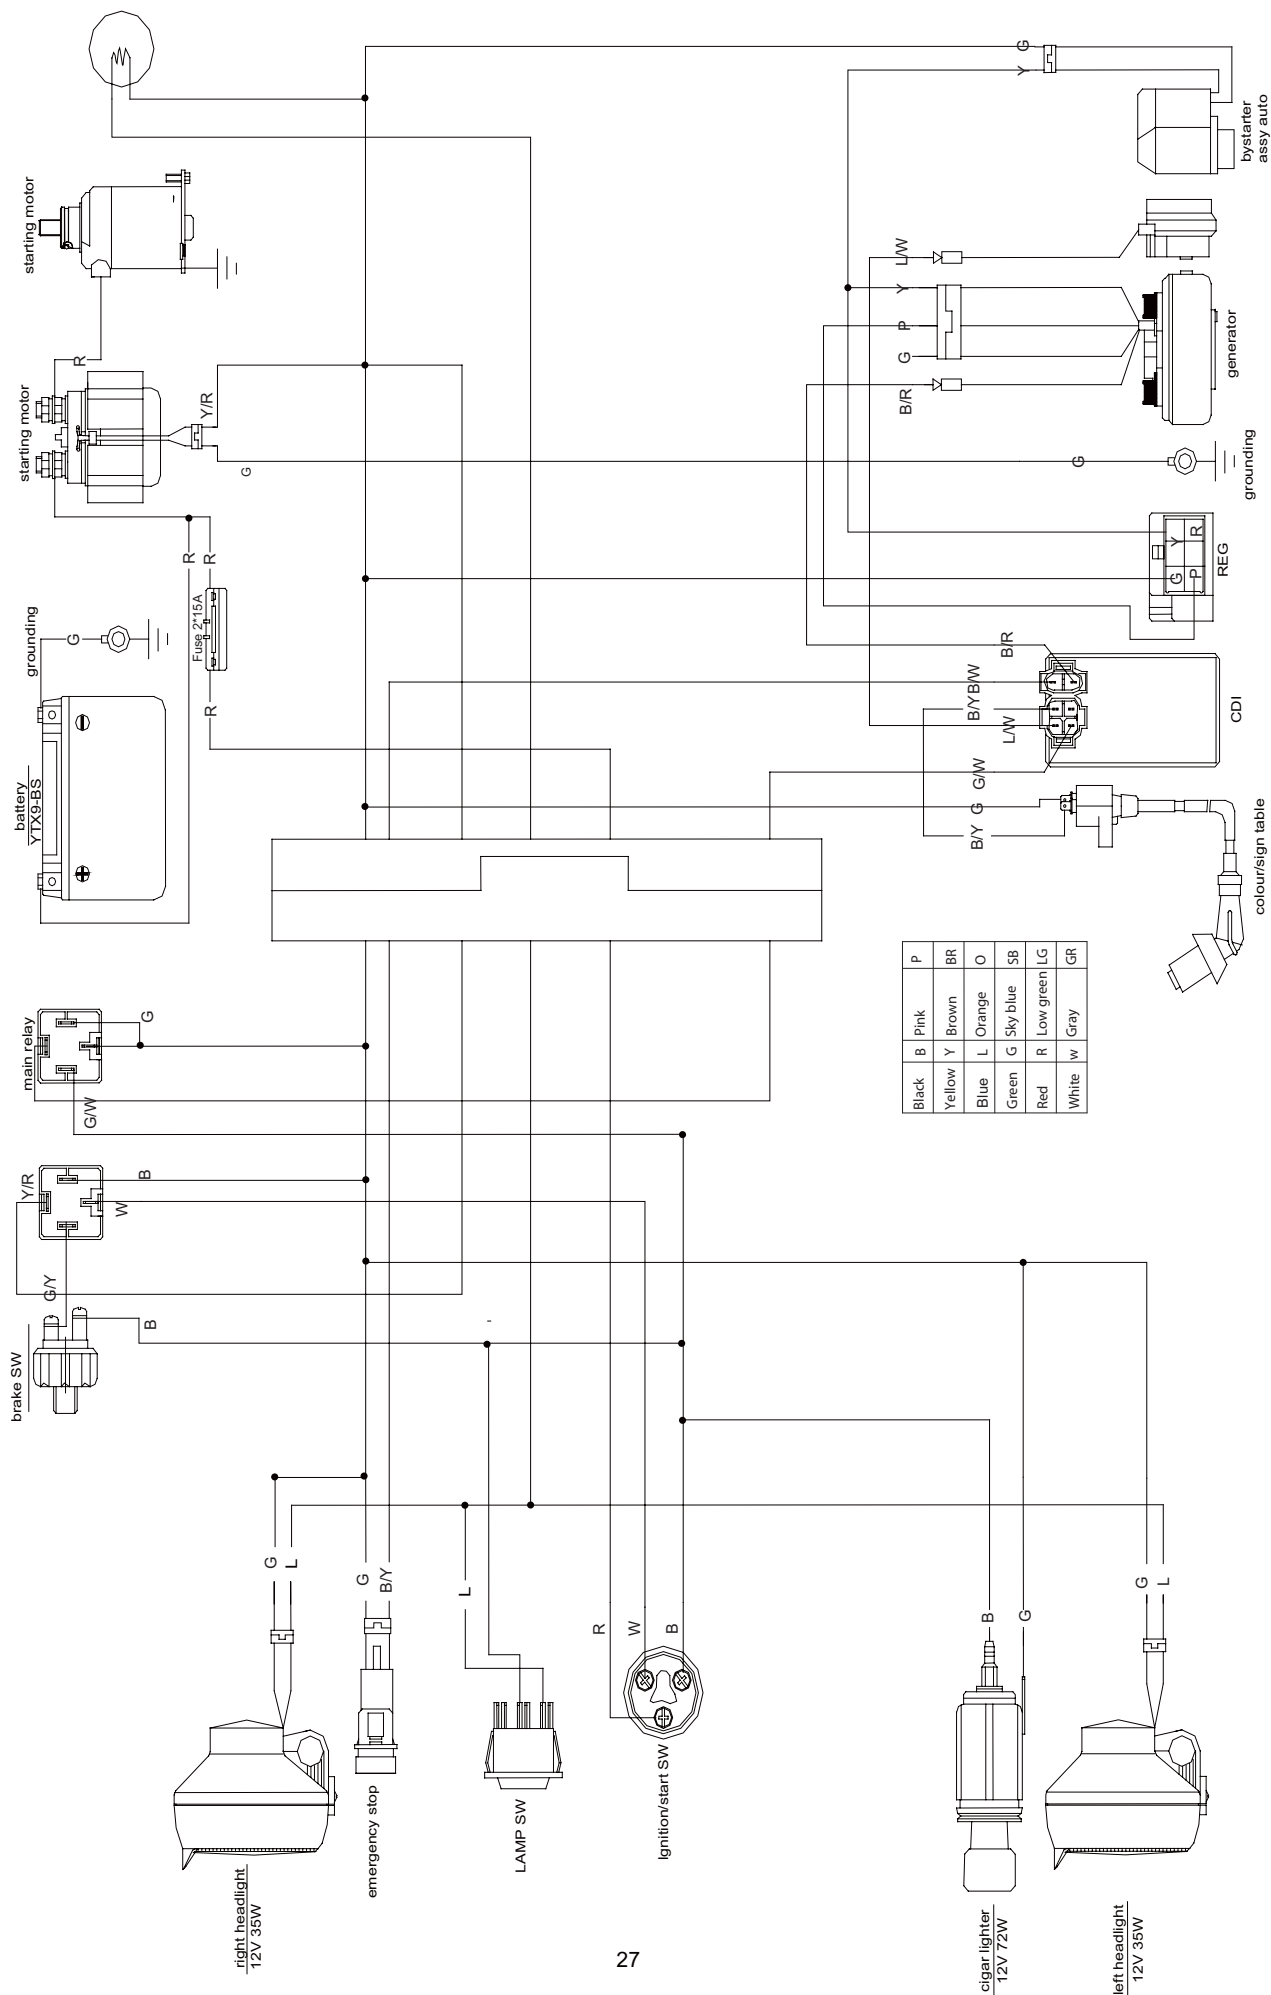 G
Y
bystarter
assy auto
starting motor
L/W
Y
P
G
B/R
generator
R
starting motor
Y/R
G
G
grounding
R
R
Fuse 2*15A
R
grounding
G
Y
R
G
P
REG
battery
YTX9-BS
B/R
B/W
B/Y
L/W
G/W
CDI
G
B/Y
colour/sign table
main relay
G
G/W
Black B Pink P
Yellow Y Brown BR
Blue L Orange O
Green G Sky blue SB
Red R Low green LG
White w Gray GR
Y/R
B
W
G/Y
B
brake SW
G
L
G
B/Y
L
R
W
B
B
G
G
L
right headlight
12V 35W
emergency stop
LAMP SW
Ignition/start SW
cigar lighter
12V 72W
left headlight
12V 35W
27